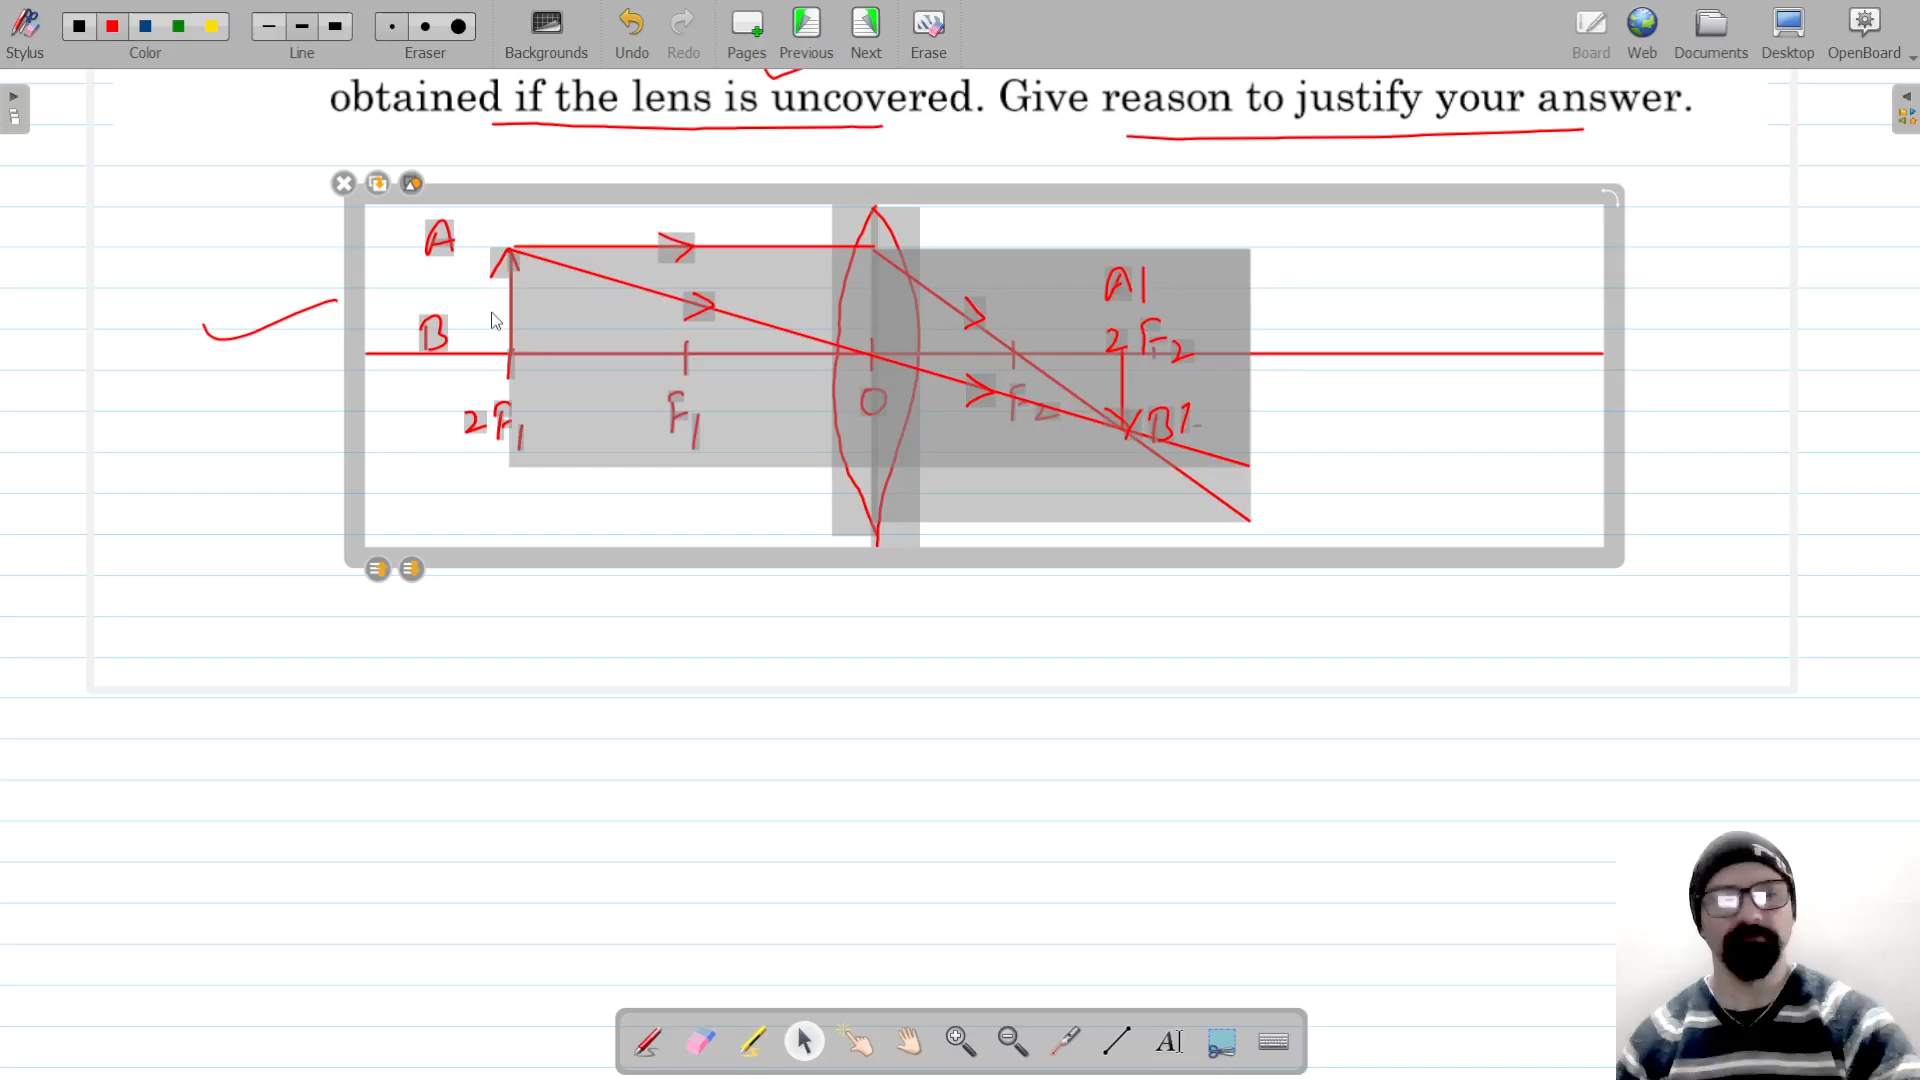 Stylus Color Line Eraser Backgrounds Undo Redo Pages Previous Next Erase Board Web Documents Desktop OpenBoard
obtained if the lens is uncovered. Give reason to justify your answer.
A
A1
B
2F2
2F1 F1 O F2 B1